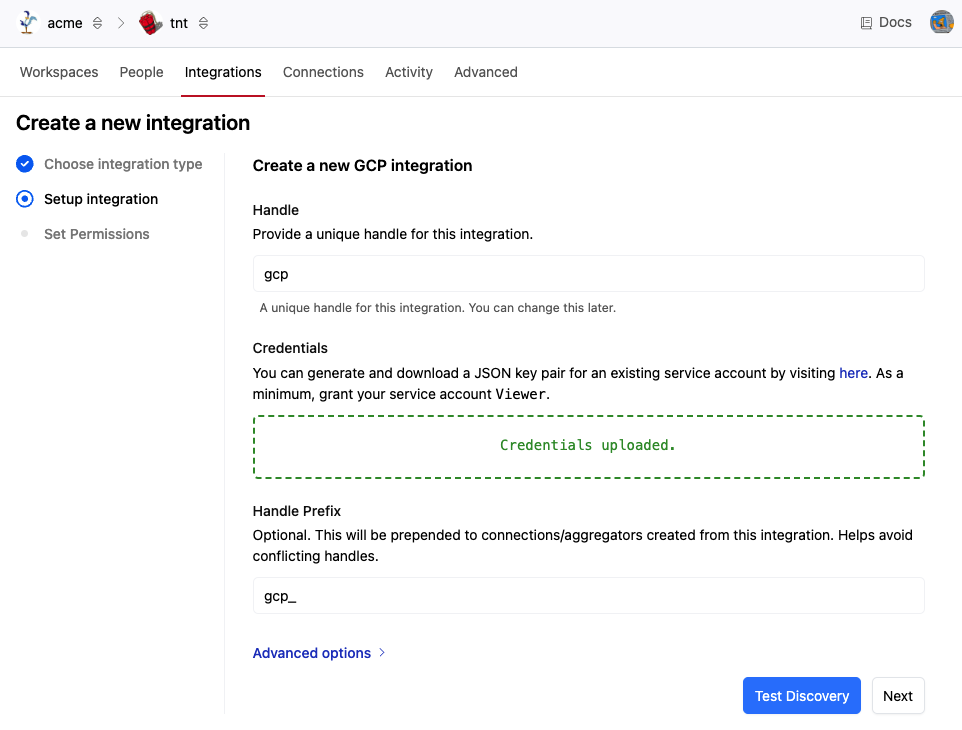 acme
tnt
Docs
Workspaces
People
Integrations
Connections
Activity
Advanced
Create a new integration
Choose integration type
Setup integration
Set Permissions
Create a new GCP integration
Handle
Provide a unique handle for this integration.
gcp
A unique handle for this integration. You can change this later.
Credentials
You can generate and download a JSON key pair for an existing service account by visiting here. As a
minimum, grant your service account Viewer.
Credentials uploaded.
Handle Prefix
Optional. This will be prepended to connections/aggregators created from this integration. Helps avoid
conflicting handles.
gcp_
Advanced options
Test Discovery
Next